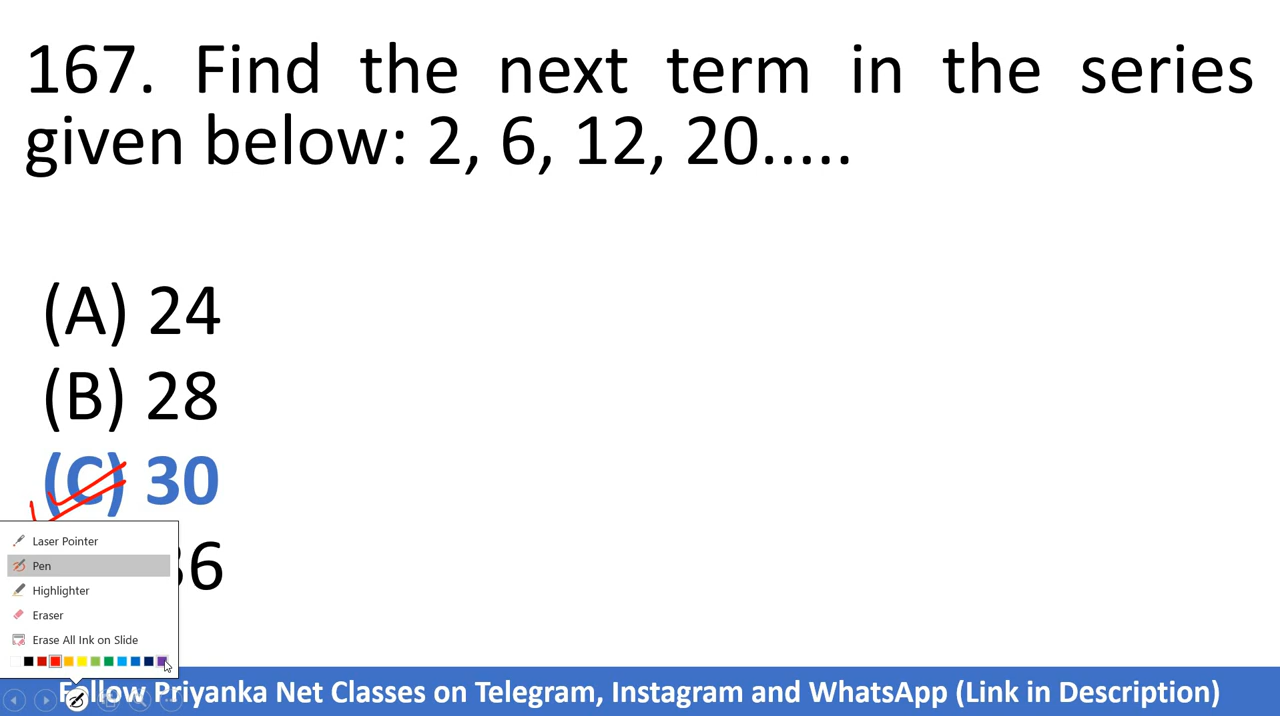 167. Find the next term in the series
given below: 2, 6, 12, 20.....
(A) 24
(B) 28
(C) 30
6
Laser Pointer
Pen
Highlighter
Eraser
Erase All Ink on Slide
Follow Priyanka Net Classes on Telegram, Instagram and WhatsApp (Link in Description)